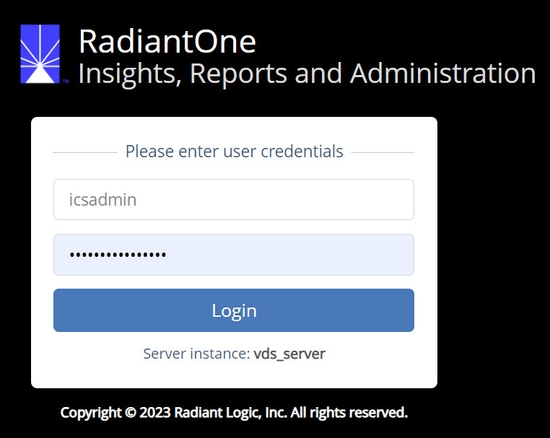 RadiantOne
Insights, Reports and Administration
TM
Please enter user credentials
icsadmin
••••••••••••••••
Login
Server instance: vds_server
Copyright © 2023 Radiant Logic, Inc. All rights reserved.